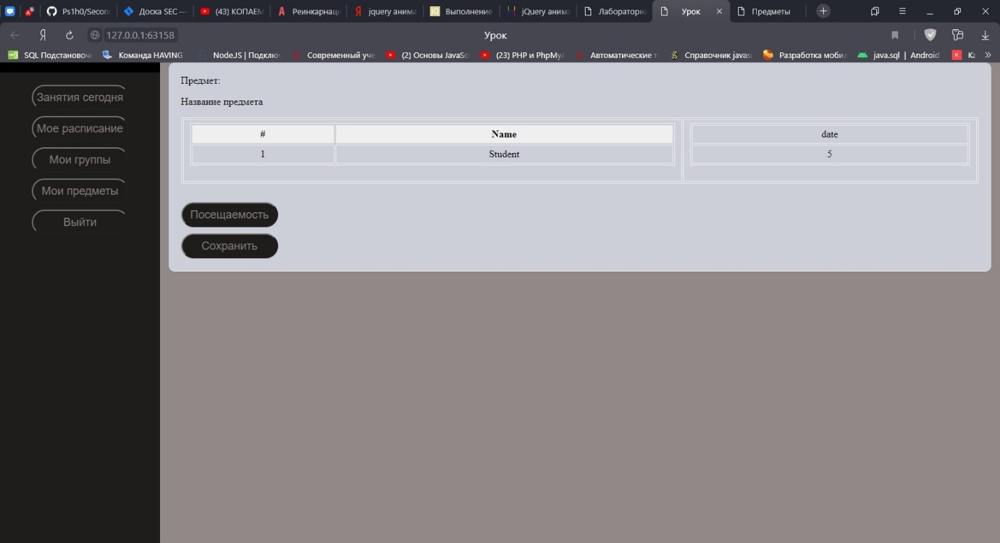 Ps1h0/Secon
Доска SEC —
(43) КОПАЕМ
Реинкарнаци
jquery анима
Выполнение
jQuery анима
Лабораторна
Урок
Предметы
127.0.0.1:63158
Урок
SQL Подстановоч
Команда HAVING
NodeJS | Подклю
Современный уче
(2) Основы JavaSc
(23) PHP и PhpMy
Автоматические т
Справочник javasc
Разработка мобил
java.sql | Android
Занятия сегодня
Мое расписание
Мои группы
Мои предметы
Выйти
Предмет:
Название предмета
# Name date
1 Student 5
Посещаемость
Сохранить